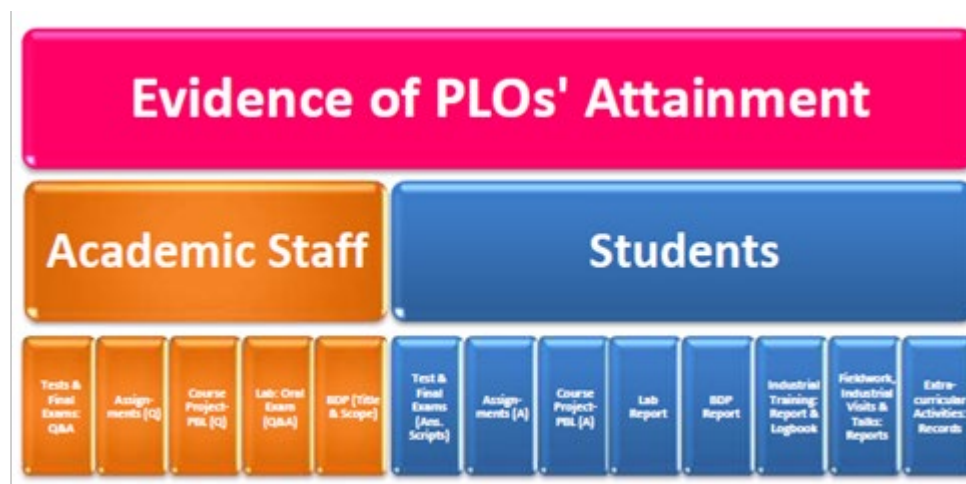 Evidence of PLOs' Attainment
Academic Staff
Students
Tests &
Final
Exams:
Q&A
Assign-
ments (Q)
Course
Project-
PBL (Q)
Lab: Oral
Exam
(Q&A)
BDP (Title
& Scope)
Test &
Final
Exams
(Ans.
Scripts)
Assign-
ments (A)
Course
Project-
PBL (A)
Lab
Report
BDP
Report
Industrial
Training:
Report &
Logbook
Fieldwork,
Industrial
Visits &
Talks:
Reports
Extra-
curricular
Activities:
Records